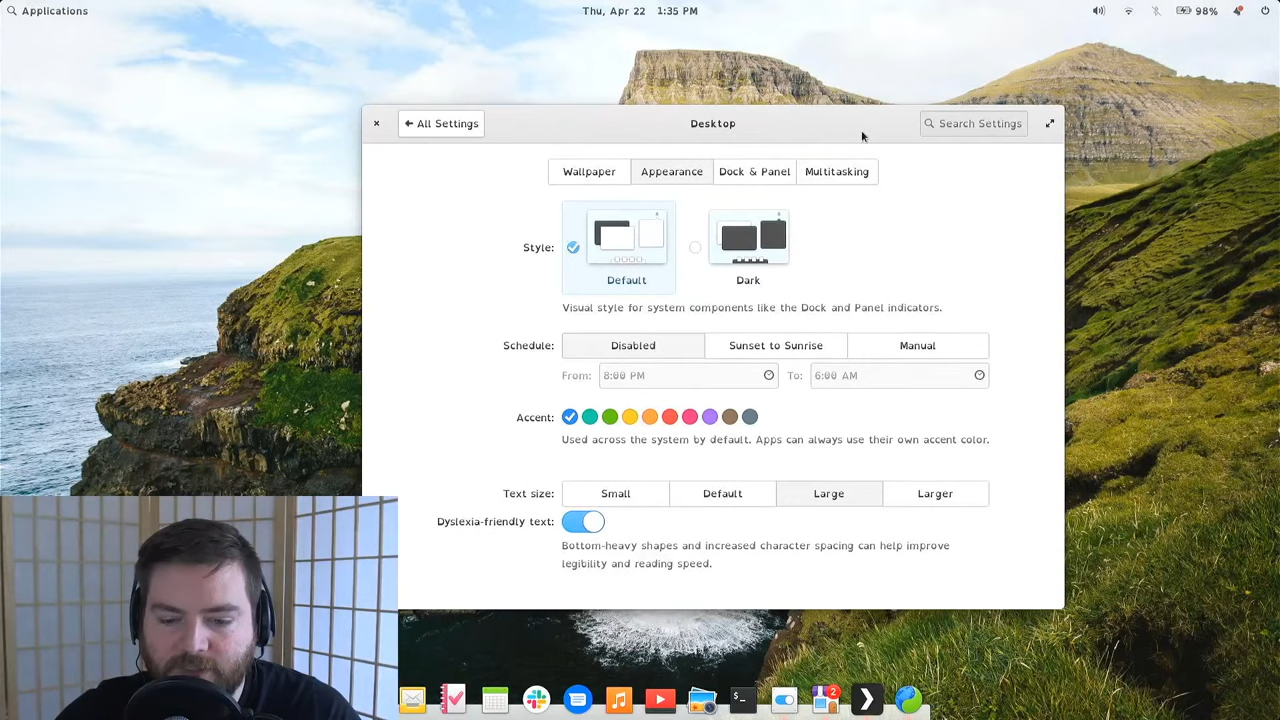 Applications
Thu, Apr 22 1:35 PM
98%
All Settings
Desktop
Search Settings
Wallpaper
Appearance
Dock & Panel
Multitasking
Style:
Default
Dark
Visual style for system components like the Dock and Panel indicators.
Schedule:
Disabled
Sunset to Sunrise
Manual
From:
8:00 PM
To:
6:00 AM
Accent:
Used across the system by default. Apps can always use their own accent color.
Text size:
Small
Default
Large
Larger
Dyslexia-friendly text:
Bottom-heavy shapes and increased character spacing can help improve
legibility and reading speed.
2